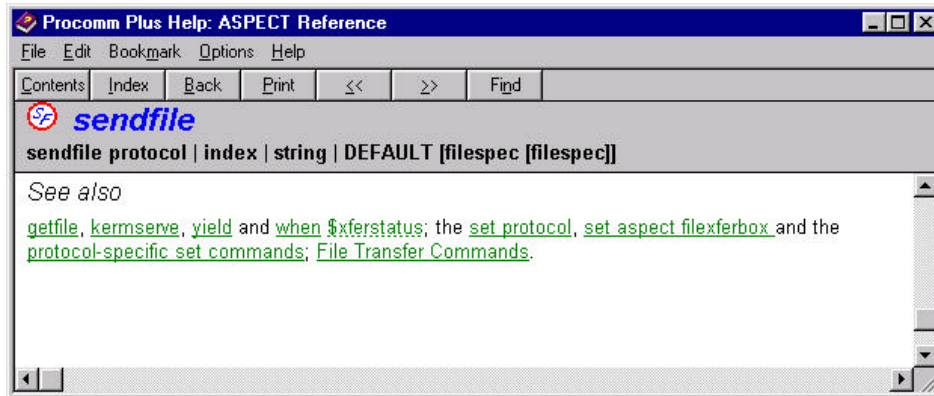 Procomm Plus Help: ASPECT Reference
File Edit Bookmark Options Help
Contents Index Back Print << >> Find
SF sendfile
sendfile protocol | index | string | DEFAULT [filespec [filespec]]
See also
getfile, kermserve, yield and when $xferstatus; the set protocol, set aspect filexferbox and the
protocol-specific set commands; File Transfer Commands.